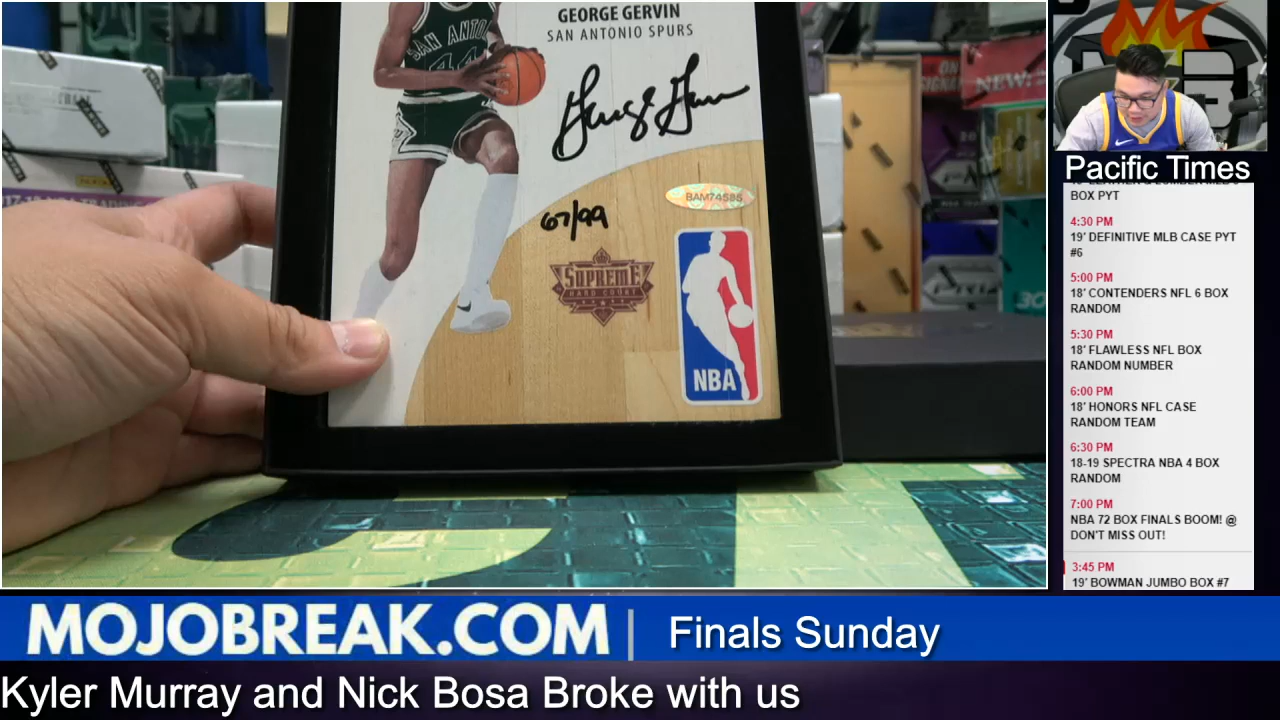 GEORGE GERVIN
SAN ANTONIO SPURS
SAN ANTO
44
67/99
BAM74585
SUPREME
HARD COURT
NBA
NEW
Pacific Times
BOX PYT
4:30 PM
19' DEFINITIVE MLB CASE PYT
#6
5:00 PM
18' CONTENDERS NFL 6 BOX
RANDOM
5:30 PM
18' FLAWLESS NFL BOX
RANDOM NUMBER
6:00 PM
18' HONORS NFL CASE
RANDOM TEAM
6:30 PM
18-19 SPECTRA NBA 4 BOX
RANDOM
7:00 PM
NBA 72 BOX FINALS BOOM! @
DON'T MISS OUT!
3:45 PM
19' BOWMAN JUMBO BOX #7
MOJOBREAK.COM | Finals Sunday
Kyler Murray and Nick Bosa Broke with us